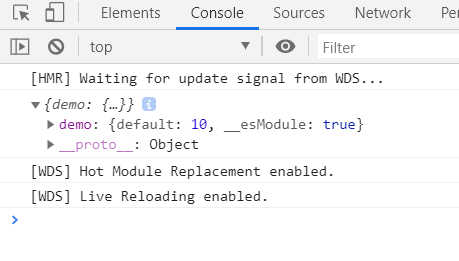 Elements Console Sources Network Pe
top Filter
[HMR] Waiting for update signal from WDS...
{demo: {…}} i
demo: {default: 10, __esModule: true}
__proto__: Object
[WDS] Hot Module Replacement enabled.
[WDS] Live Reloading enabled.